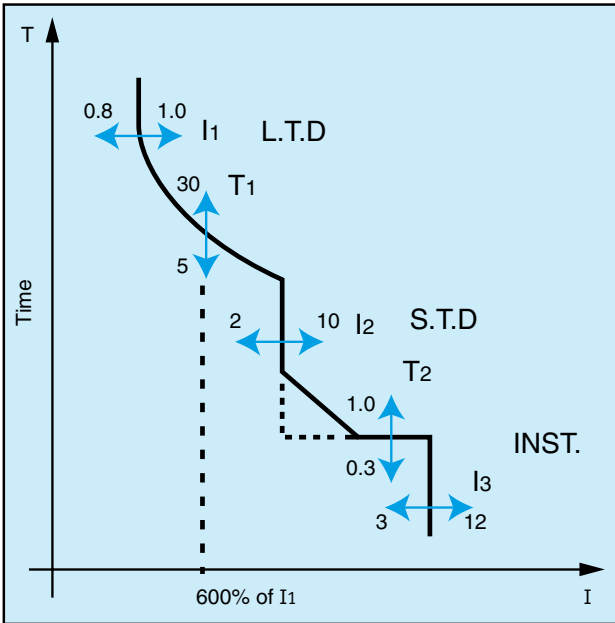 T
0.8 1.0 I1 L.T.D
30 T1
5
2 10 I2 S.T.D
T2
1.0
0.3
INST.
I3
3 12
Time
600% of I1
I